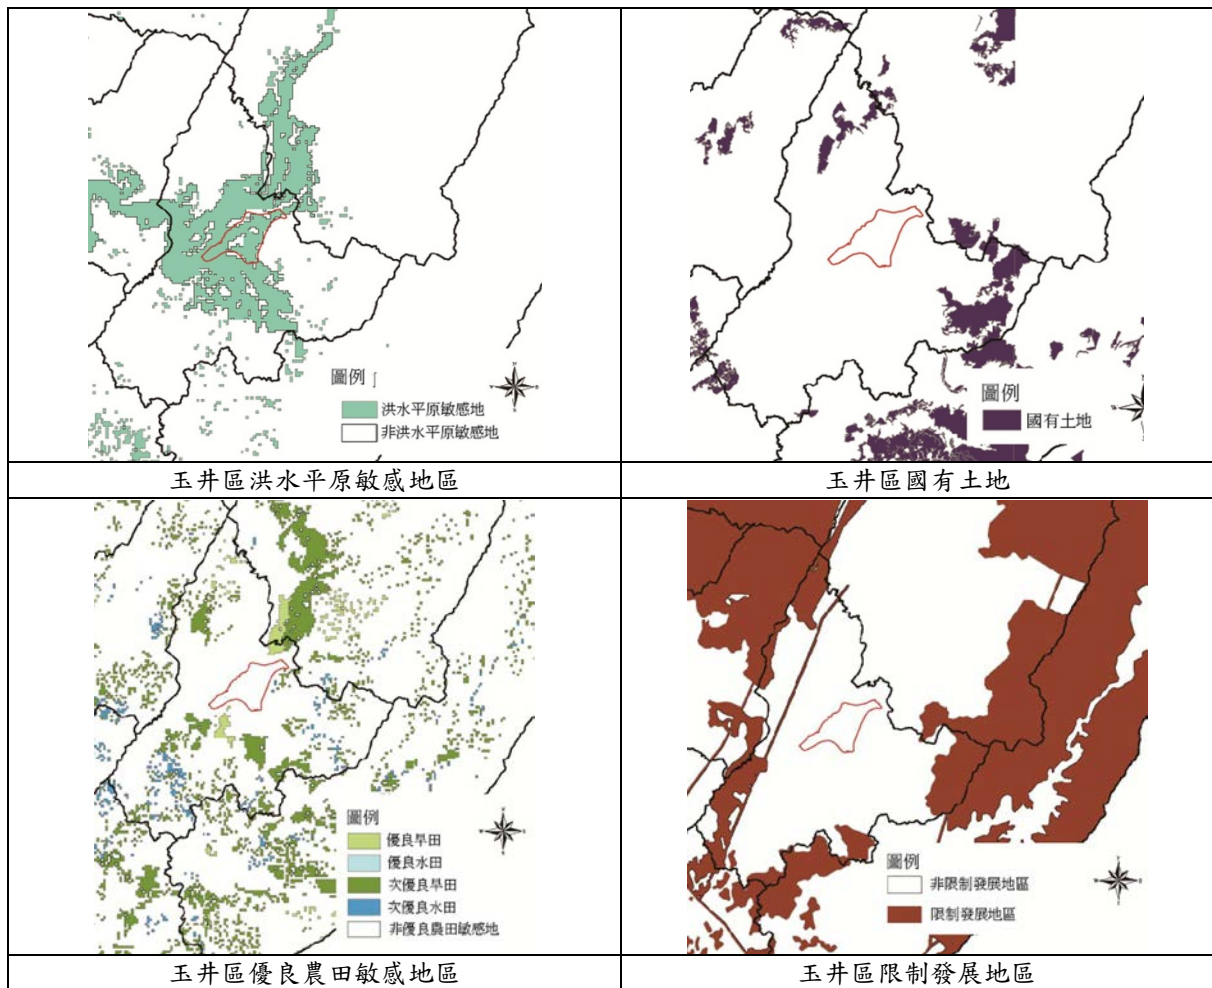 圖例
洪水平原敏感地
非洪水平原敏感地
玉井區洪水平原敏感地區
圖例
國有土地
玉井區國有土地
圖例
優良旱田
優良水田
次優良旱田
次優良水田
非優良農田敏感地
玉井區優良農田敏感地區
圖例
非限制發展地區
限制發展地區
玉井區限制發展地區